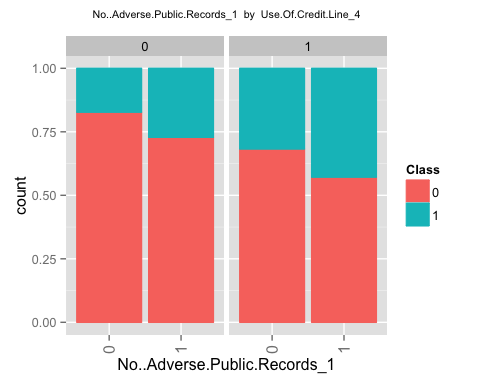 No..Adverse.Public.Records_1 by Use.Of.Credit.Line_4
0 1
1.00
0.75
0.50
0.25
0.00
count
0 1 0 1
No..Adverse.Public.Records_1
Class
0
1